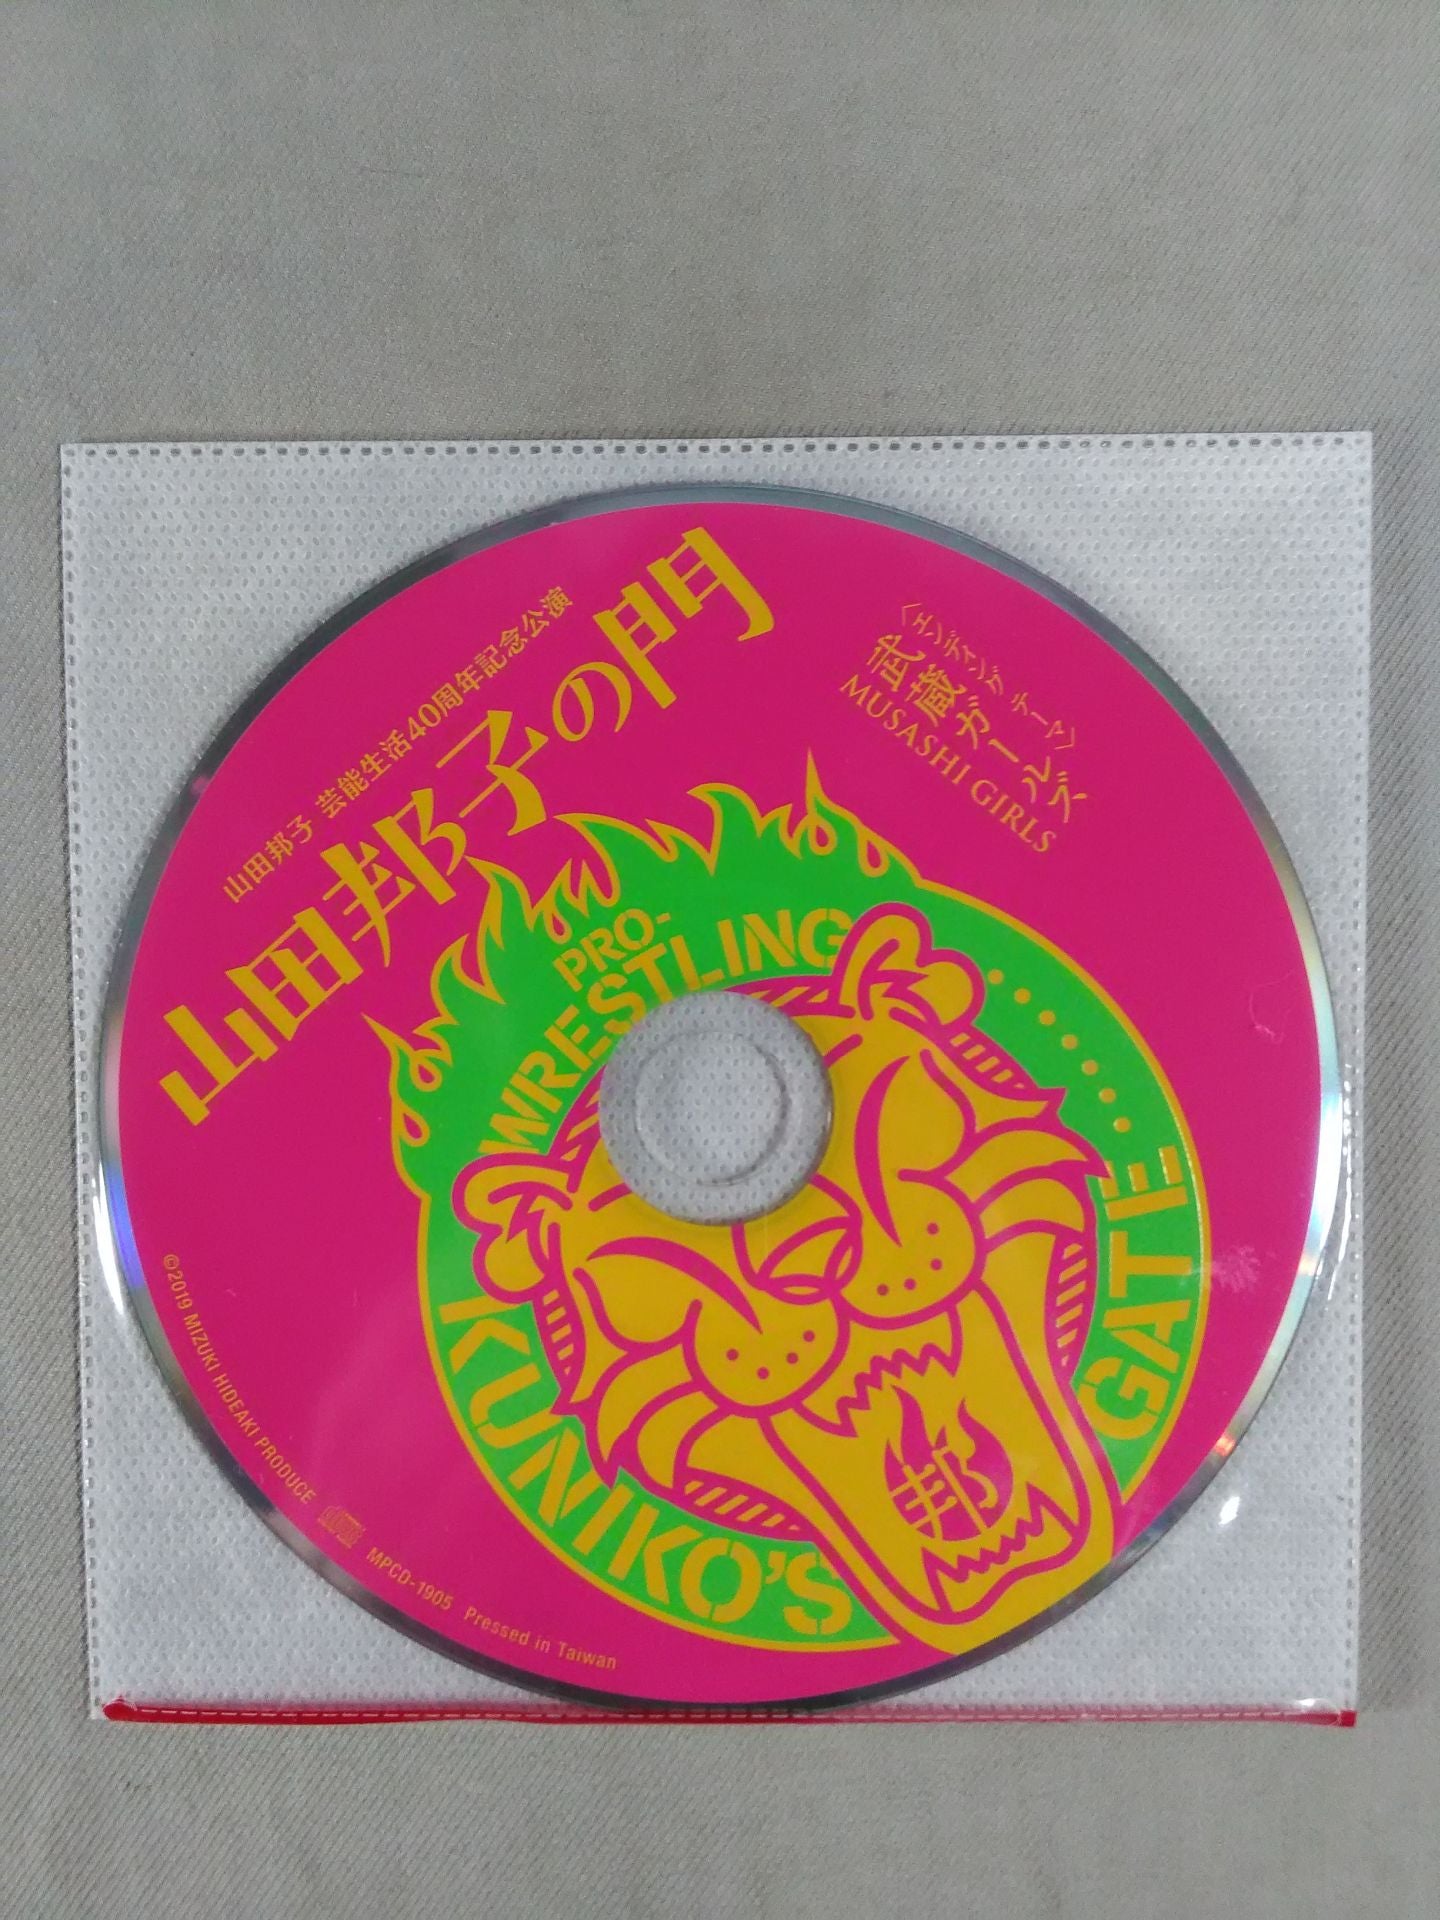 山田邦子 芸能生活40周年記念公演
山田邦子の門
〈エンディング テーマ〉
武蔵ガールズ
MUSASHI GIRLS
PRO-
WRESTLING
GATE
KUNIKO'S
邦
©2019 MIZUKI HIDEAKI PRODUCE
MPCD-1905 Pressed in Taiwan